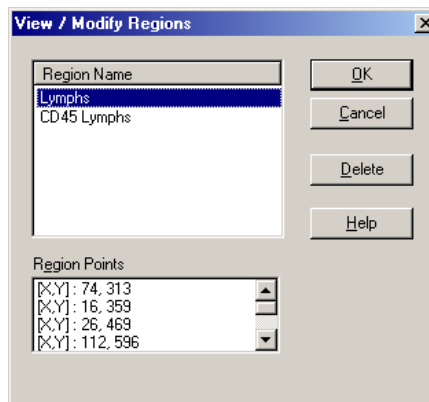 View / Modify Regions
Region Name
Lymphs
CD45 Lymphs
OK
Cancel
Delete
Help
Region Points
[X,Y] : 74, 313
[X,Y] : 16, 359
[X,Y] : 26, 469
[X,Y] : 112, 596